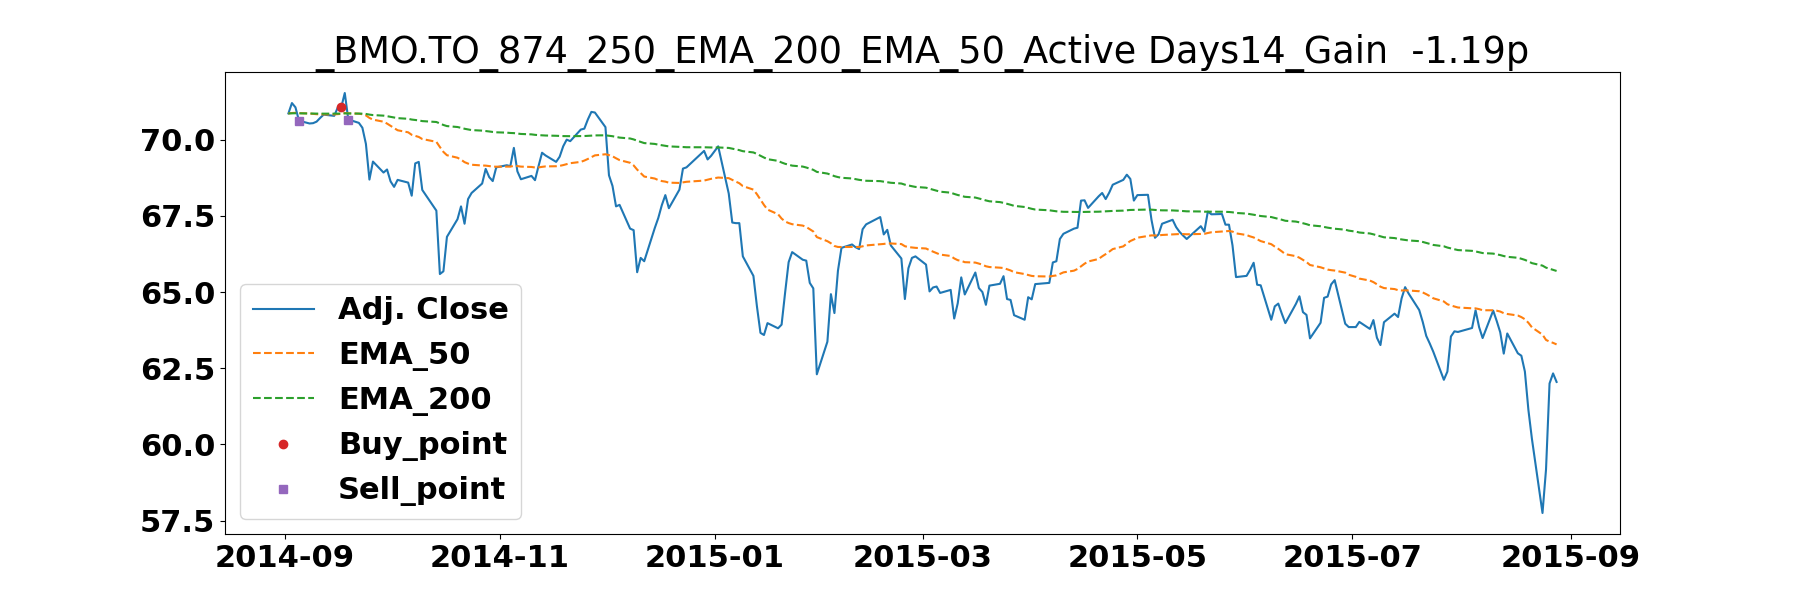 _BMO.TO_874_250_EMA_200_EMA_50_Active Days14_Gain  -1.19p
70.0
67.5
65.0
62.5
60.0
57.5
Adj. Close
EMA_50
EMA_200
Buy_point
Sell_point
2014-09 2014-11 2015-01 2015-03 2015-05 2015-07 2015-09